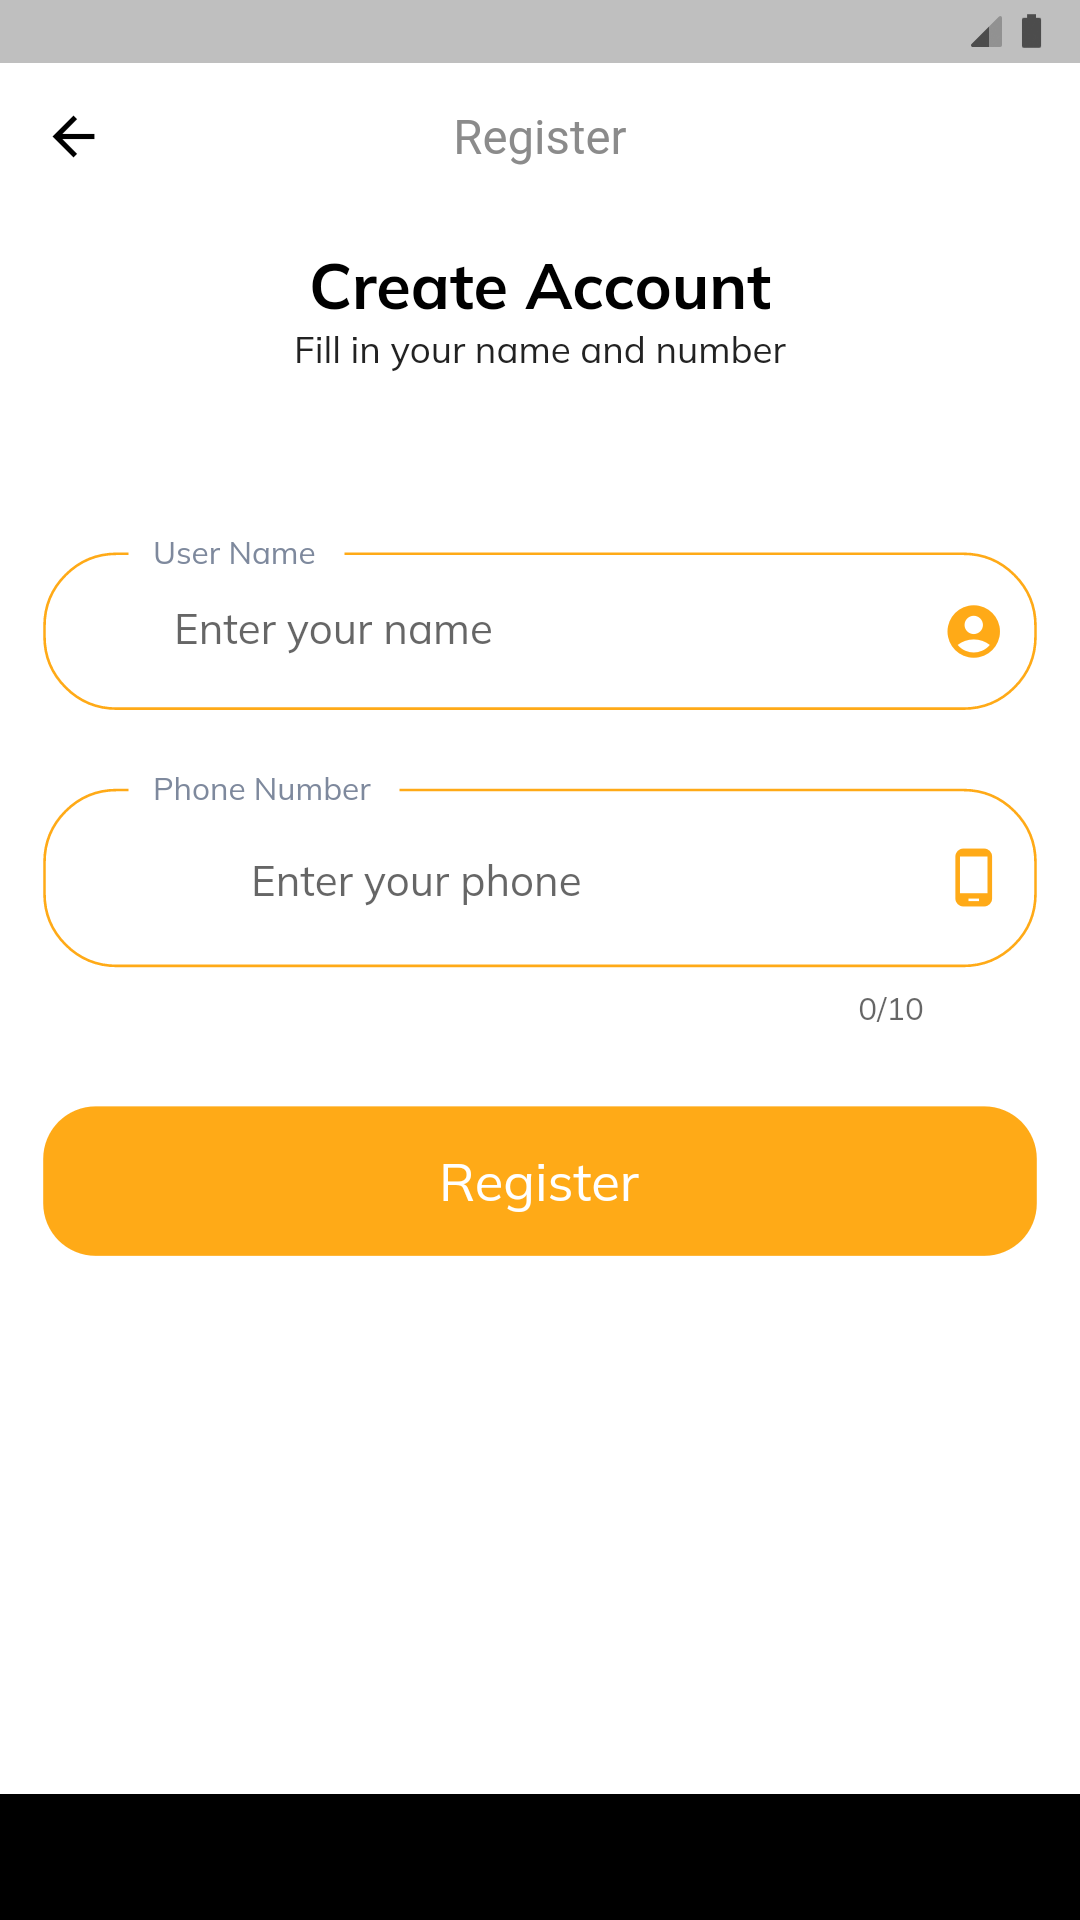 Register
Create Account
Fill in your name and number
User Name
Enter your name
Phone Number
Enter your phone
0/10
Register